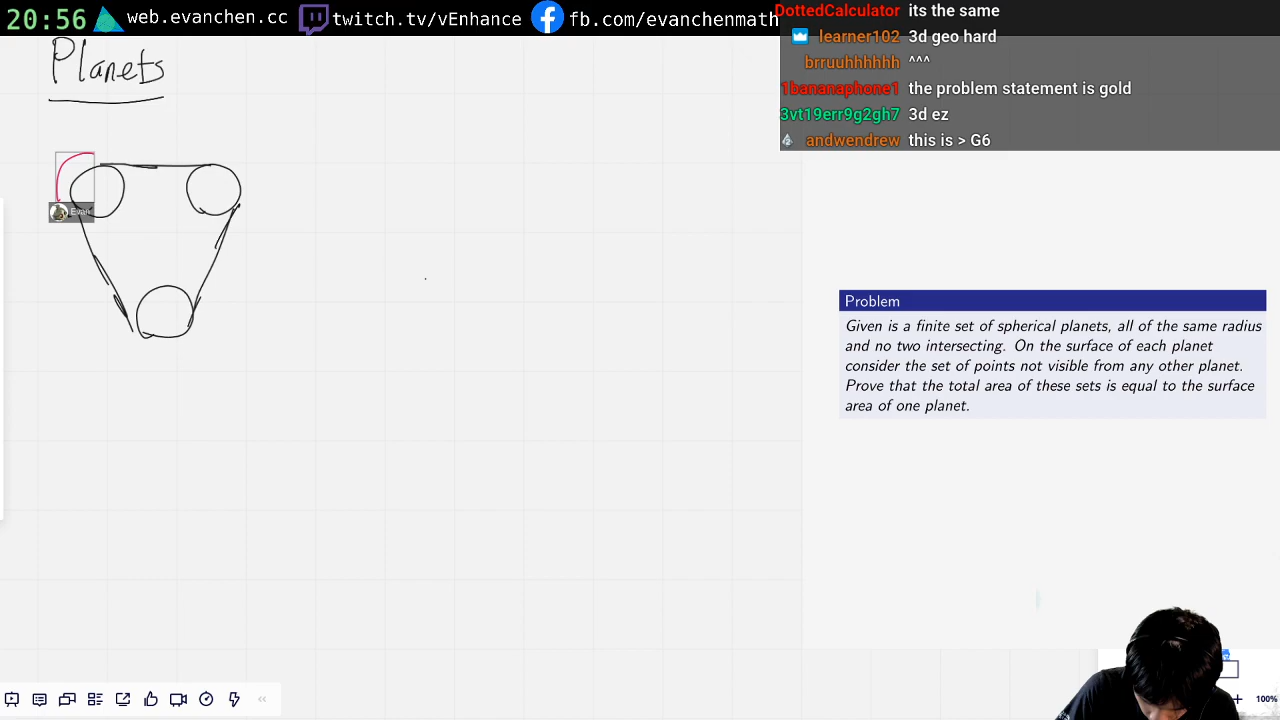 20:56 web.evanchen.cc twitch.tv/vEnhance fb.com/evanchenmath
DottedCalculator its the same
learner102 3d geo hard
brruuhhhhhh ^^^
1bananaphone1 the problem statement is gold
3vt19err9g2gh7 3d ez
andwendrew this is > G6
Planets
Evan
Problem
Given is a finite set of spherical planets, all of the same radius
and no two intersecting. On the surface of each planet
consider the set of points not visible from any other planet.
Prove that the total area of these sets is equal to the surface
area of one planet.
100%